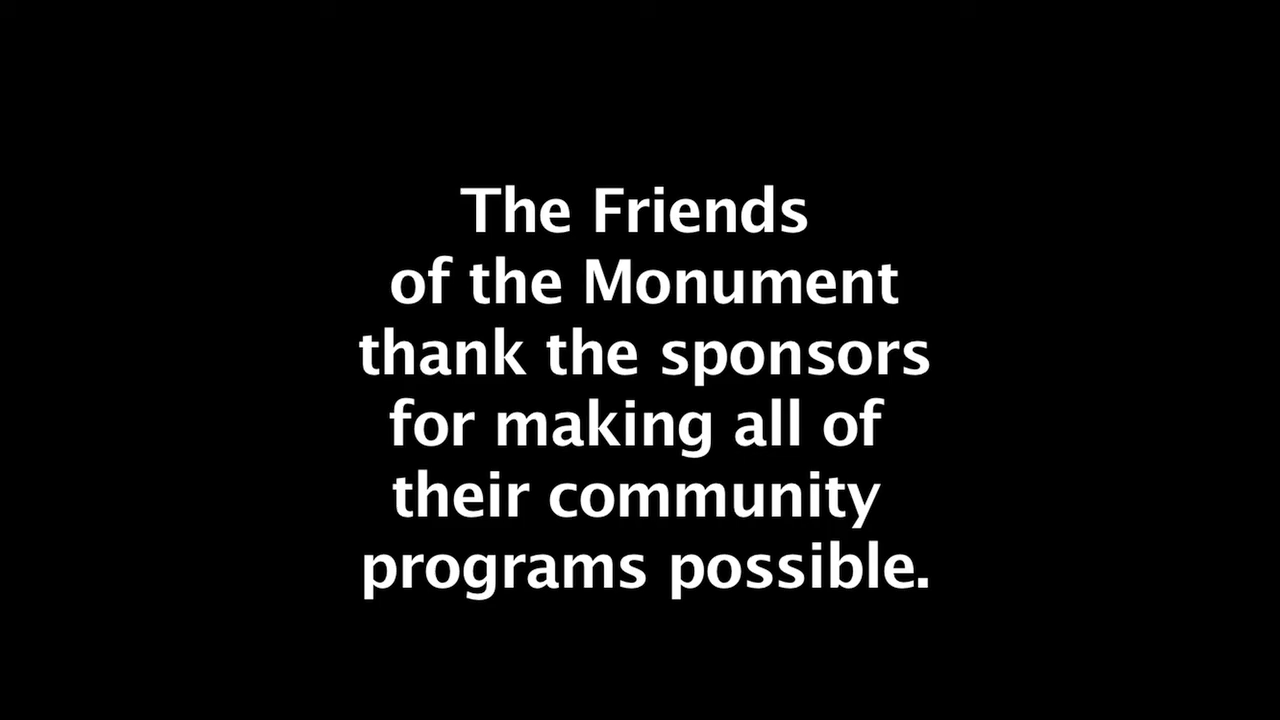 The Friends
of the Monument
thank the sponsors
for making all of
their community
programs possible.